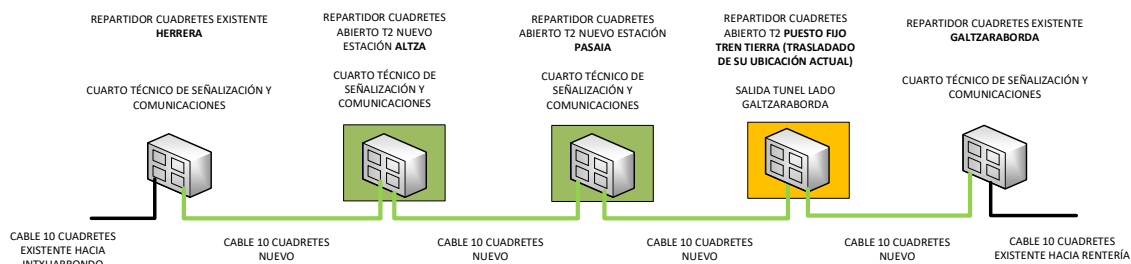 REPARTIDOR CUADRETES EXISTENTE
HERRERA
CUARTO TÉCNICO DE SEÑALIZACIÓN Y
COMUNICACIONES
REPARTIDOR CUADRETES
ABIERTO T2 NUEVO
ESTACIÓN ALTZA
CUARTO TÉCNICO DE
SEÑALIZACIÓN Y
COMUNICACIONES
REPARTIDOR CUADRETES
ABIERTO T2 NUEVO ESTACIÓN
PASAIA
CUARTO TÉCNICO DE
SEÑALIZACIÓN Y
COMUNICACIONES
REPARTIDOR CUADRETES
ABIERTO T2 PUESTO FIJO
TREN TIERRA (TRASLADADO
DE SU UBICACIÓN ACTUAL)
SALIDA TUNEL LADO
GALTZARABORDA
REPARTIDOR CUADRETES EXISTENTE
GALTZARABORDA
CUARTO TÉCNICO DE SEÑALIZACIÓN Y
COMUNICACIONES
CABLE 10 CUADRETES
EXISTENTE HACIA
INTXUARRONDO
CABLE 10 CUADRETES
NUEVO
CABLE 10 CUADRETES
NUEVO
CABLE 10 CUADRETES
NUEVO
CABLE 10 CUADRETES
NUEVO
CABLE 10 CUADRETES
EXISTENTE HACIA RENTERÍA